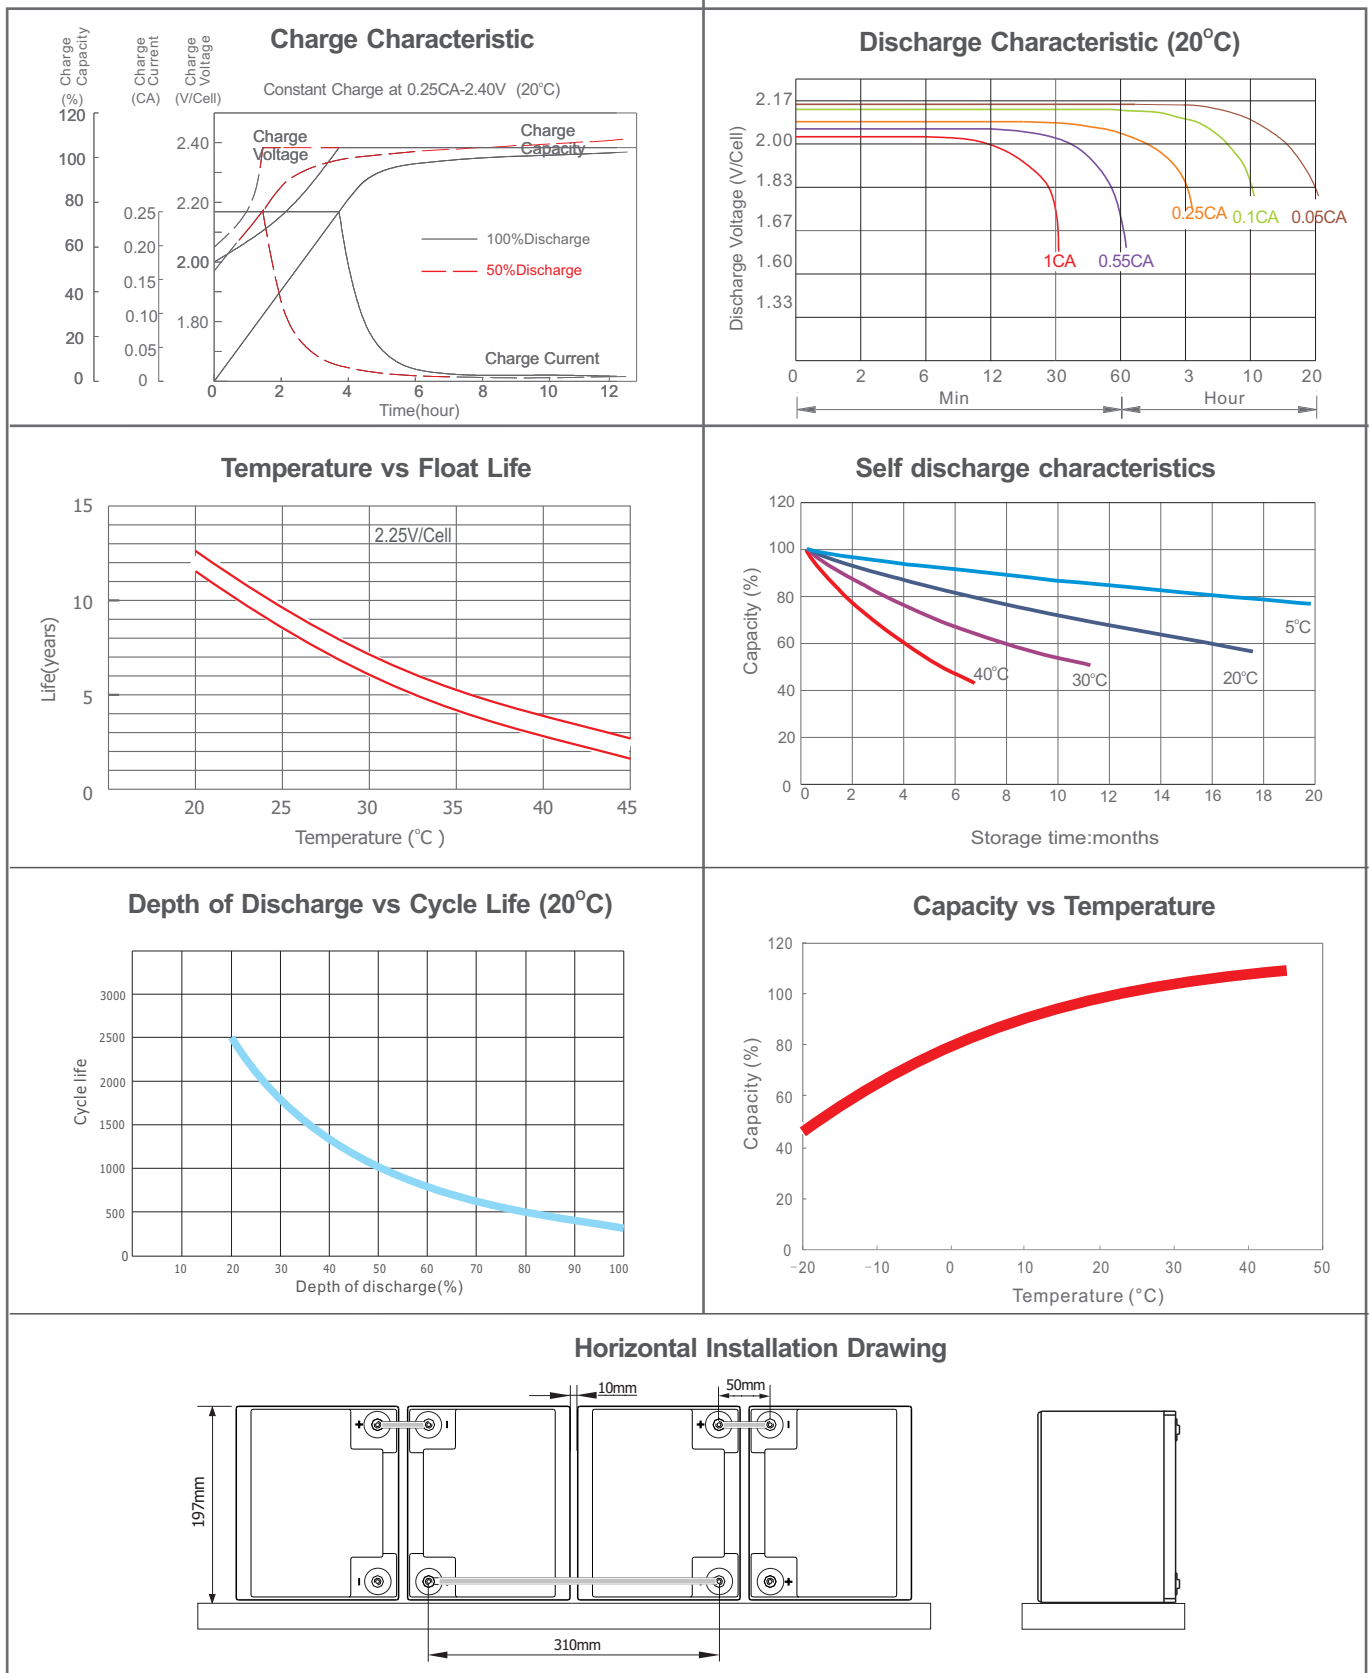 Charge Characteristic
Charge Capacity (%)
Charge Current (CA)
Charge Voltage (V/Cell)
Constant Charge at 0.25CA-2.40V (20°C)
120
100
80
60
40
20
0
0.25
0.20
0.15
0.10
0.05
0
2.40
2.20
2.00
1.80
Charge Voltage
Charge Capacity
100%Discharge
50%Discharge
Charge Current
0 2 4 6 8 10 12
Time(hour)
Discharge Characteristic (20°C)
Discharge Voltage (V/Cell)
2.17
2.00
1.83
1.67
1.60
1.33
1CA
0.55CA
0.25CA
0.1CA
0.05CA
0 2 6 12 30 60 3 10 20
Min Hour
Temperature vs Float Life
Life(years)
15
10
5
0
2.25V/Cell
20 25 30 35 40 45
Temperature (°C )
Self discharge characteristics
Capacity (%)
120
100
80
60
40
20
0
5°C
20°C
30°C
40°C
0 2 4 6 8 10 12 14 16 18 20
Storage time:months
Depth of Discharge vs Cycle Life (20°C)
Cycle life
3000
2500
2000
1500
1000
500
0
10 20 30 40 50 60 70 80 90 100
Depth of discharge(%)
Capacity vs Temperature
Capacity (%)
120
100
80
60
40
20
0
−20 −10 0 10 20 30 40 50
Temperature (°C)
Horizontal Installation Drawing
10mm
50mm
197mm
+ -
+ -
- +
310mm